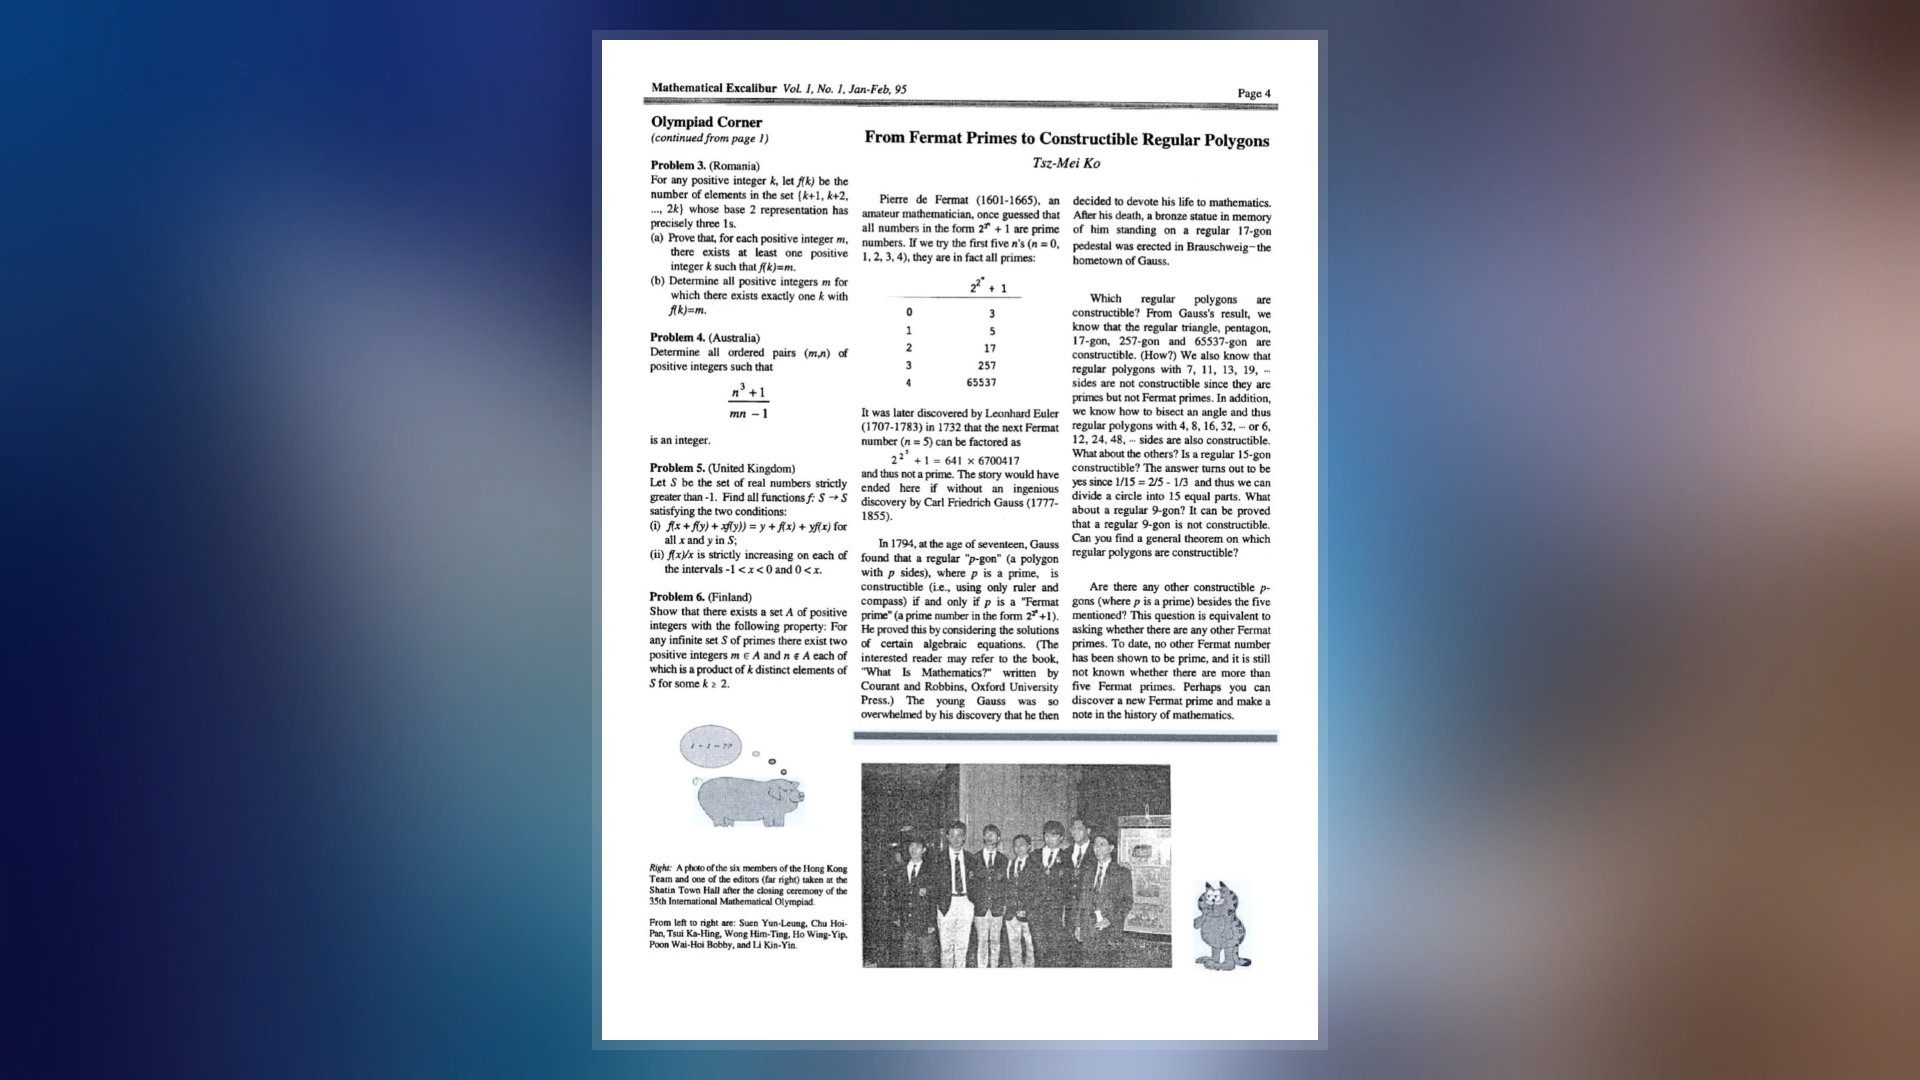 Mathematical Excalibur Vol. 1, No. 1, Jan-Feb, 95
Page 4
Olympiad Corner
(continued from page 1)
Problem 3. (Romania)
For any positive integer k, let f(k) be the
number of elements in the set {k+1, k+2,
..., 2k} whose base 2 representation has
precisely three 1s.
(a) Prove that, for each positive integer m,
there exists at least one positive
integer k such that f(k)=m.
(b) Determine all positive integers m for
which there exists exactly one k with
f(k)=m.
Problem 4. (Australia)
Determine all ordered pairs (m,n) of
positive integers such that
n³ + 1
mn − 1
is an integer.
Problem 5. (United Kingdom)
Let S be the set of real numbers strictly
greater than -1. Find all functions f: S → S
satisfying the two conditions:
(i) f(x + f(y) + xf(y)) = y + f(x) + yf(x) for
all x and y in S;
(ii) f(x)/x is strictly increasing on each of
the intervals -1 < x < 0 and 0 < x.
Problem 6. (Finland)
Show that there exists a set A of positive
integers with the following property: For
any infinite set S of primes there exist two
positive integers m ∈ A and n ∉ A each of
which is a product of k distinct elements of
S for some k ≥ 2.
1 + 1 = ??
Right: A photo of the six members of the Hong Kong
Team and one of the editors (far right) taken at the
Shatin Town Hall after the closing ceremony of the
35th International Mathematical Olympiad.
From left to right are: Suen Yun-Leung, Chu Hoi-
Pan, Tsui Ka-Hing, Wong Him-Ting, Ho Wing-Yip,
Poon Wai-Hoi Bobby, and Li Kin-Yin.
From Fermat Primes to Constructible Regular Polygons
Tsz-Mei Ko
Pierre de Fermat (1601-1665), an
amateur mathematician, once guessed that
all numbers in the form 2^2^n + 1 are prime
numbers. If we try the first five n's (n = 0,
1, 2, 3, 4), they are in fact all primes:
2^2^n + 1
0 3
1 5
2 17
3 257
4 65537
It was later discovered by Leonhard Euler
(1707-1783) in 1732 that the next Fermat
number (n = 5) can be factored as
2^2^5 + 1 = 641 × 6700417
and thus not a prime. The story would have
ended here if without an ingenious
discovery by Carl Friedrich Gauss (1777-
1855).
In 1794, at the age of seventeen, Gauss
found that a regular "p-gon" (a polygon
with p sides), where p is a prime, is
constructible (i.e., using only ruler and
compass) if and only if p is a "Fermat
prime" (a prime number in the form 2^2^n +1).
He proved this by considering the solutions
of certain algebraic equations. (The
interested reader may refer to the book,
"What Is Mathematics?" written by
Courant and Robbins, Oxford University
Press.) The young Gauss was so
overwhelmed by his discovery that he then
decided to devote his life to mathematics.
After his death, a bronze statue in memory
of him standing on a regular 17-gon
pedestal was erected in Brauschweig--the
hometown of Gauss.
Which regular polygons are
constructible? From Gauss's result, we
know that the regular triangle, pentagon,
17-gon, 257-gon and 65537-gon are
constructible. (How?) We also know that
regular polygons with 7, 11, 13, 19, ...
sides are not constructible since they are
primes but not Fermat primes. In addition,
we know how to bisect an angle and thus
regular polygons with 4, 8, 16, 32, ... or 6,
12, 24, 48, ... sides are also constructible.
What about the others? Is a regular 15-gon
constructible? The answer turns out to be
yes since 1/15 = 2/5 - 1/3 and thus we can
divide a circle into 15 equal parts. What
about a regular 9-gon? It can be proved
that a regular 9-gon is not constructible.
Can you find a general theorem on which
regular polygons are constructible?
Are there any other constructible p-
gons (where p is a prime) besides the five
mentioned? This question is equivalent to
asking whether there are any other Fermat
primes. To date, no other Fermat number
has been shown to be prime, and it is still
not known whether there are more than
five Fermat primes. Perhaps you can
discover a new Fermat prime and make a
note in the history of mathematics.